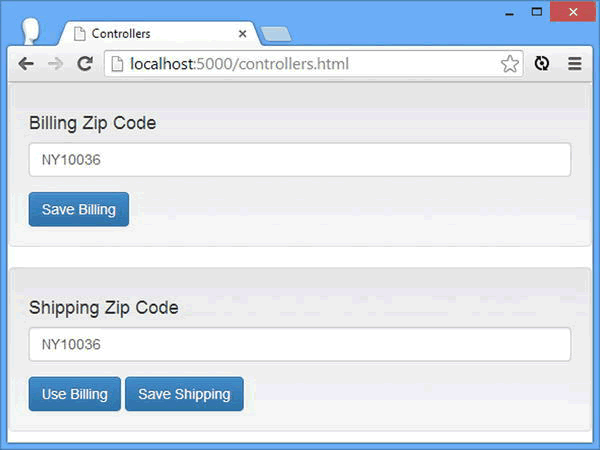 Controllers
localhost:5000/controllers.html
Billing Zip Code
NY10036
Save Billing
Shipping Zip Code
NY10036
Use Billing Save Shipping